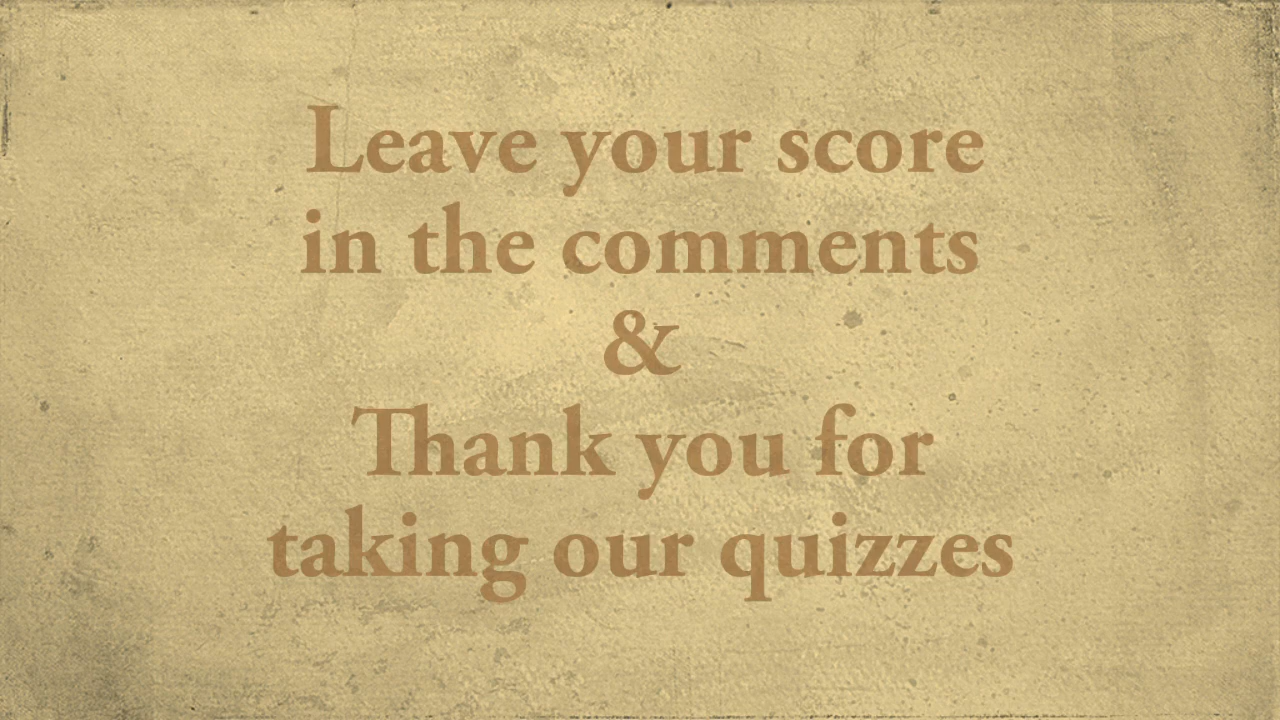 Leave your score
in the comments
&
Thank you for
taking our quizzes